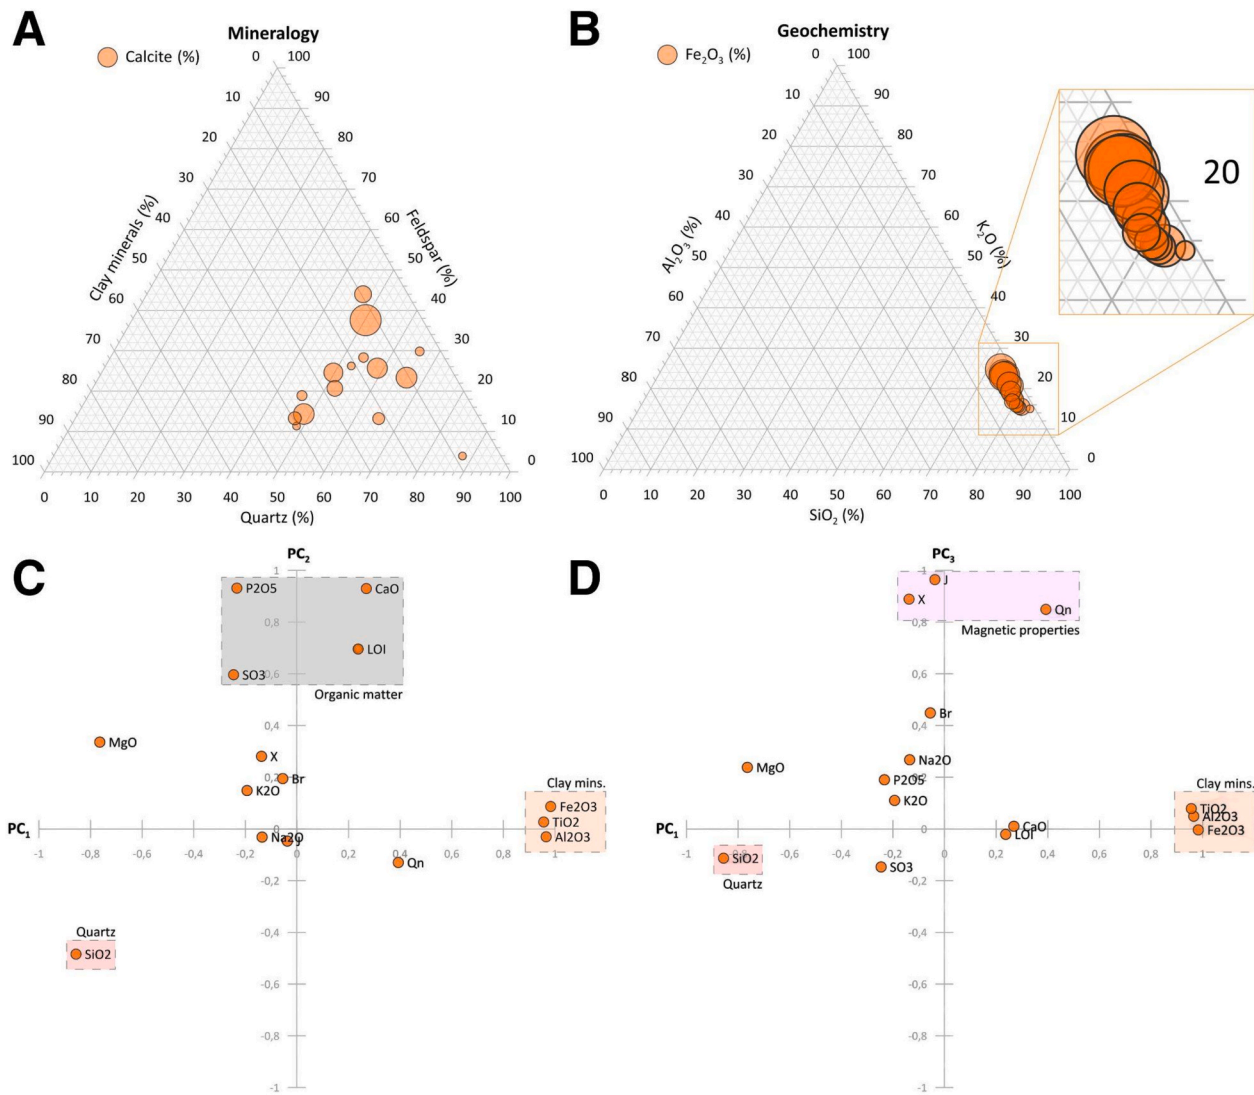 A
Mineralogy
Calcite (%)
0 100
10 90
20 80
30 70
40 60
50 50
60 40
70 30
80 20
90 10
100 0
Clay minerals (%)
Feldspar (%)
0 10 20 30 40 50 60 70 80 90 100
Quartz (%)
B
Geochemistry
Fe₂O₃ (%)
0 100
10 90
20 80
30 70
40 60
50 50
60 40
70 30
80 20
90 10
100 0
Al₂O₃ (%)
K₂O (%)
20
0 10 20 30 40 50 60 70 80 90 100
SiO₂ (%)
C
PC₂
1
P2O5
CaO
0,8
LOI
SO3
0,6
Organic matter
0,4
MgO
X
Br
0,2
K2O
Clay mins.
Fe2O3
TiO2
Al2O3
PC₁
Na2O
J
-1 -0,8 -0,6 -0,4 -0,2 0 0,2 0,4 0,6 0,8 1
Qn
-0,2
-0,4
Quartz
SiO2
-0,6
-0,8
-1
D
PC₃
1
J
X
Qn
0,8
Magnetic properties
0,6
Br
0,4
Na2O
MgO
P2O5
0,2
K2O
Clay mins.
TiO2
Al2O3
Fe2O3
CaO
LOI
PC₁
-1 -0,8 -0,6 -0,4 -0,2 0 0,2 0,4 0,6 0,8 1
SiO2
Quartz
SO3
-0,2
-0,4
-0,6
-0,8
-1